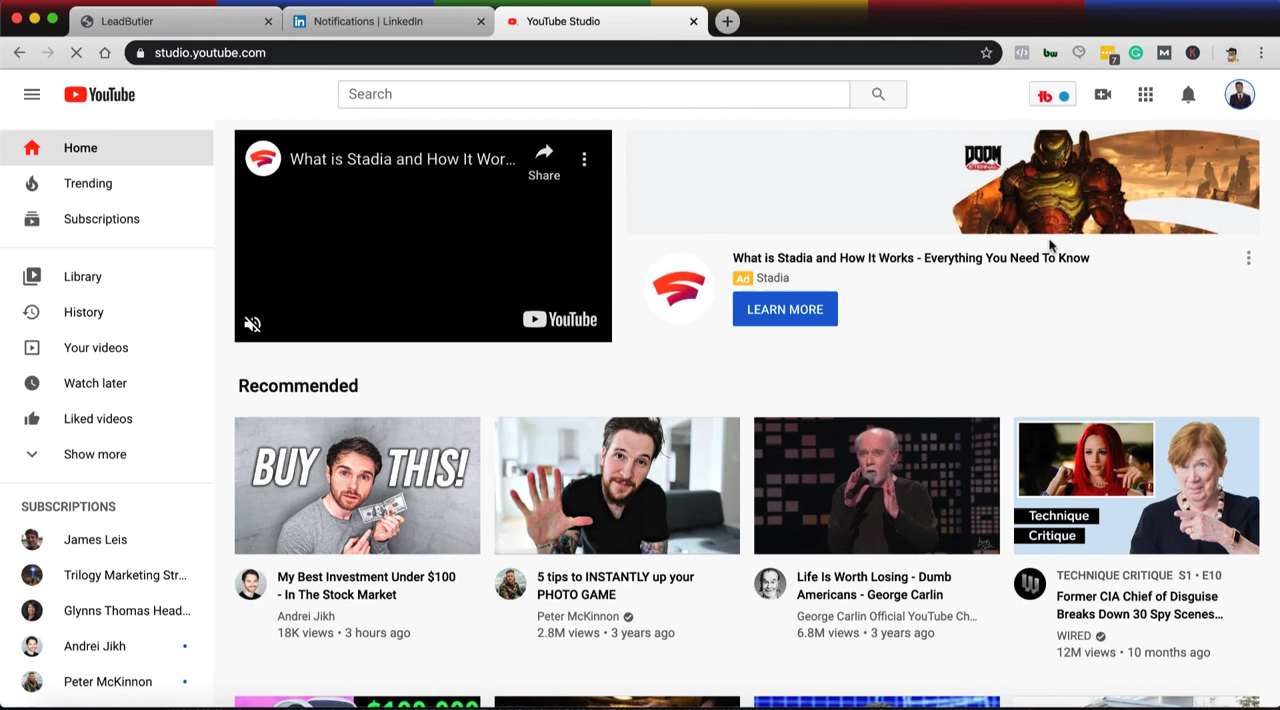 LeadButler
Notifications | LinkedIn
YouTube Studio
studio.youtube.com
7
YouTube
Search
Home
Trending
Subscriptions
Library
History
Your videos
Watch later
Liked videos
Show more
SUBSCRIPTIONS
James Leis
Trilogy Marketing Str...
Glynns Thomas Head...
Andrei Jikh
Peter McKinnon
What is Stadia and How It Wor...
Share
YouTube
DOOM
ETERNAL
What is Stadia and How It Works - Everything You Need To Know
Ad Stadia
LEARN MORE
Recommended
BUY THIS!
My Best Investment Under $100
- In The Stock Market
Andrei Jikh
18K views • 3 hours ago
5 tips to INSTANTLY up your
PHOTO GAME
Peter McKinnon
2.8M views • 3 years ago
Life Is Worth Losing - Dumb
Americans - George Carlin
George Carlin Official YouTube Ch...
6.8M views • 3 years ago
Technique
Critique
TECHNIQUE CRITIQUE S1 • E10
Former CIA Chief of Disguise
Breaks Down 30 Spy Scenes...
WIRED
12M views • 10 months ago